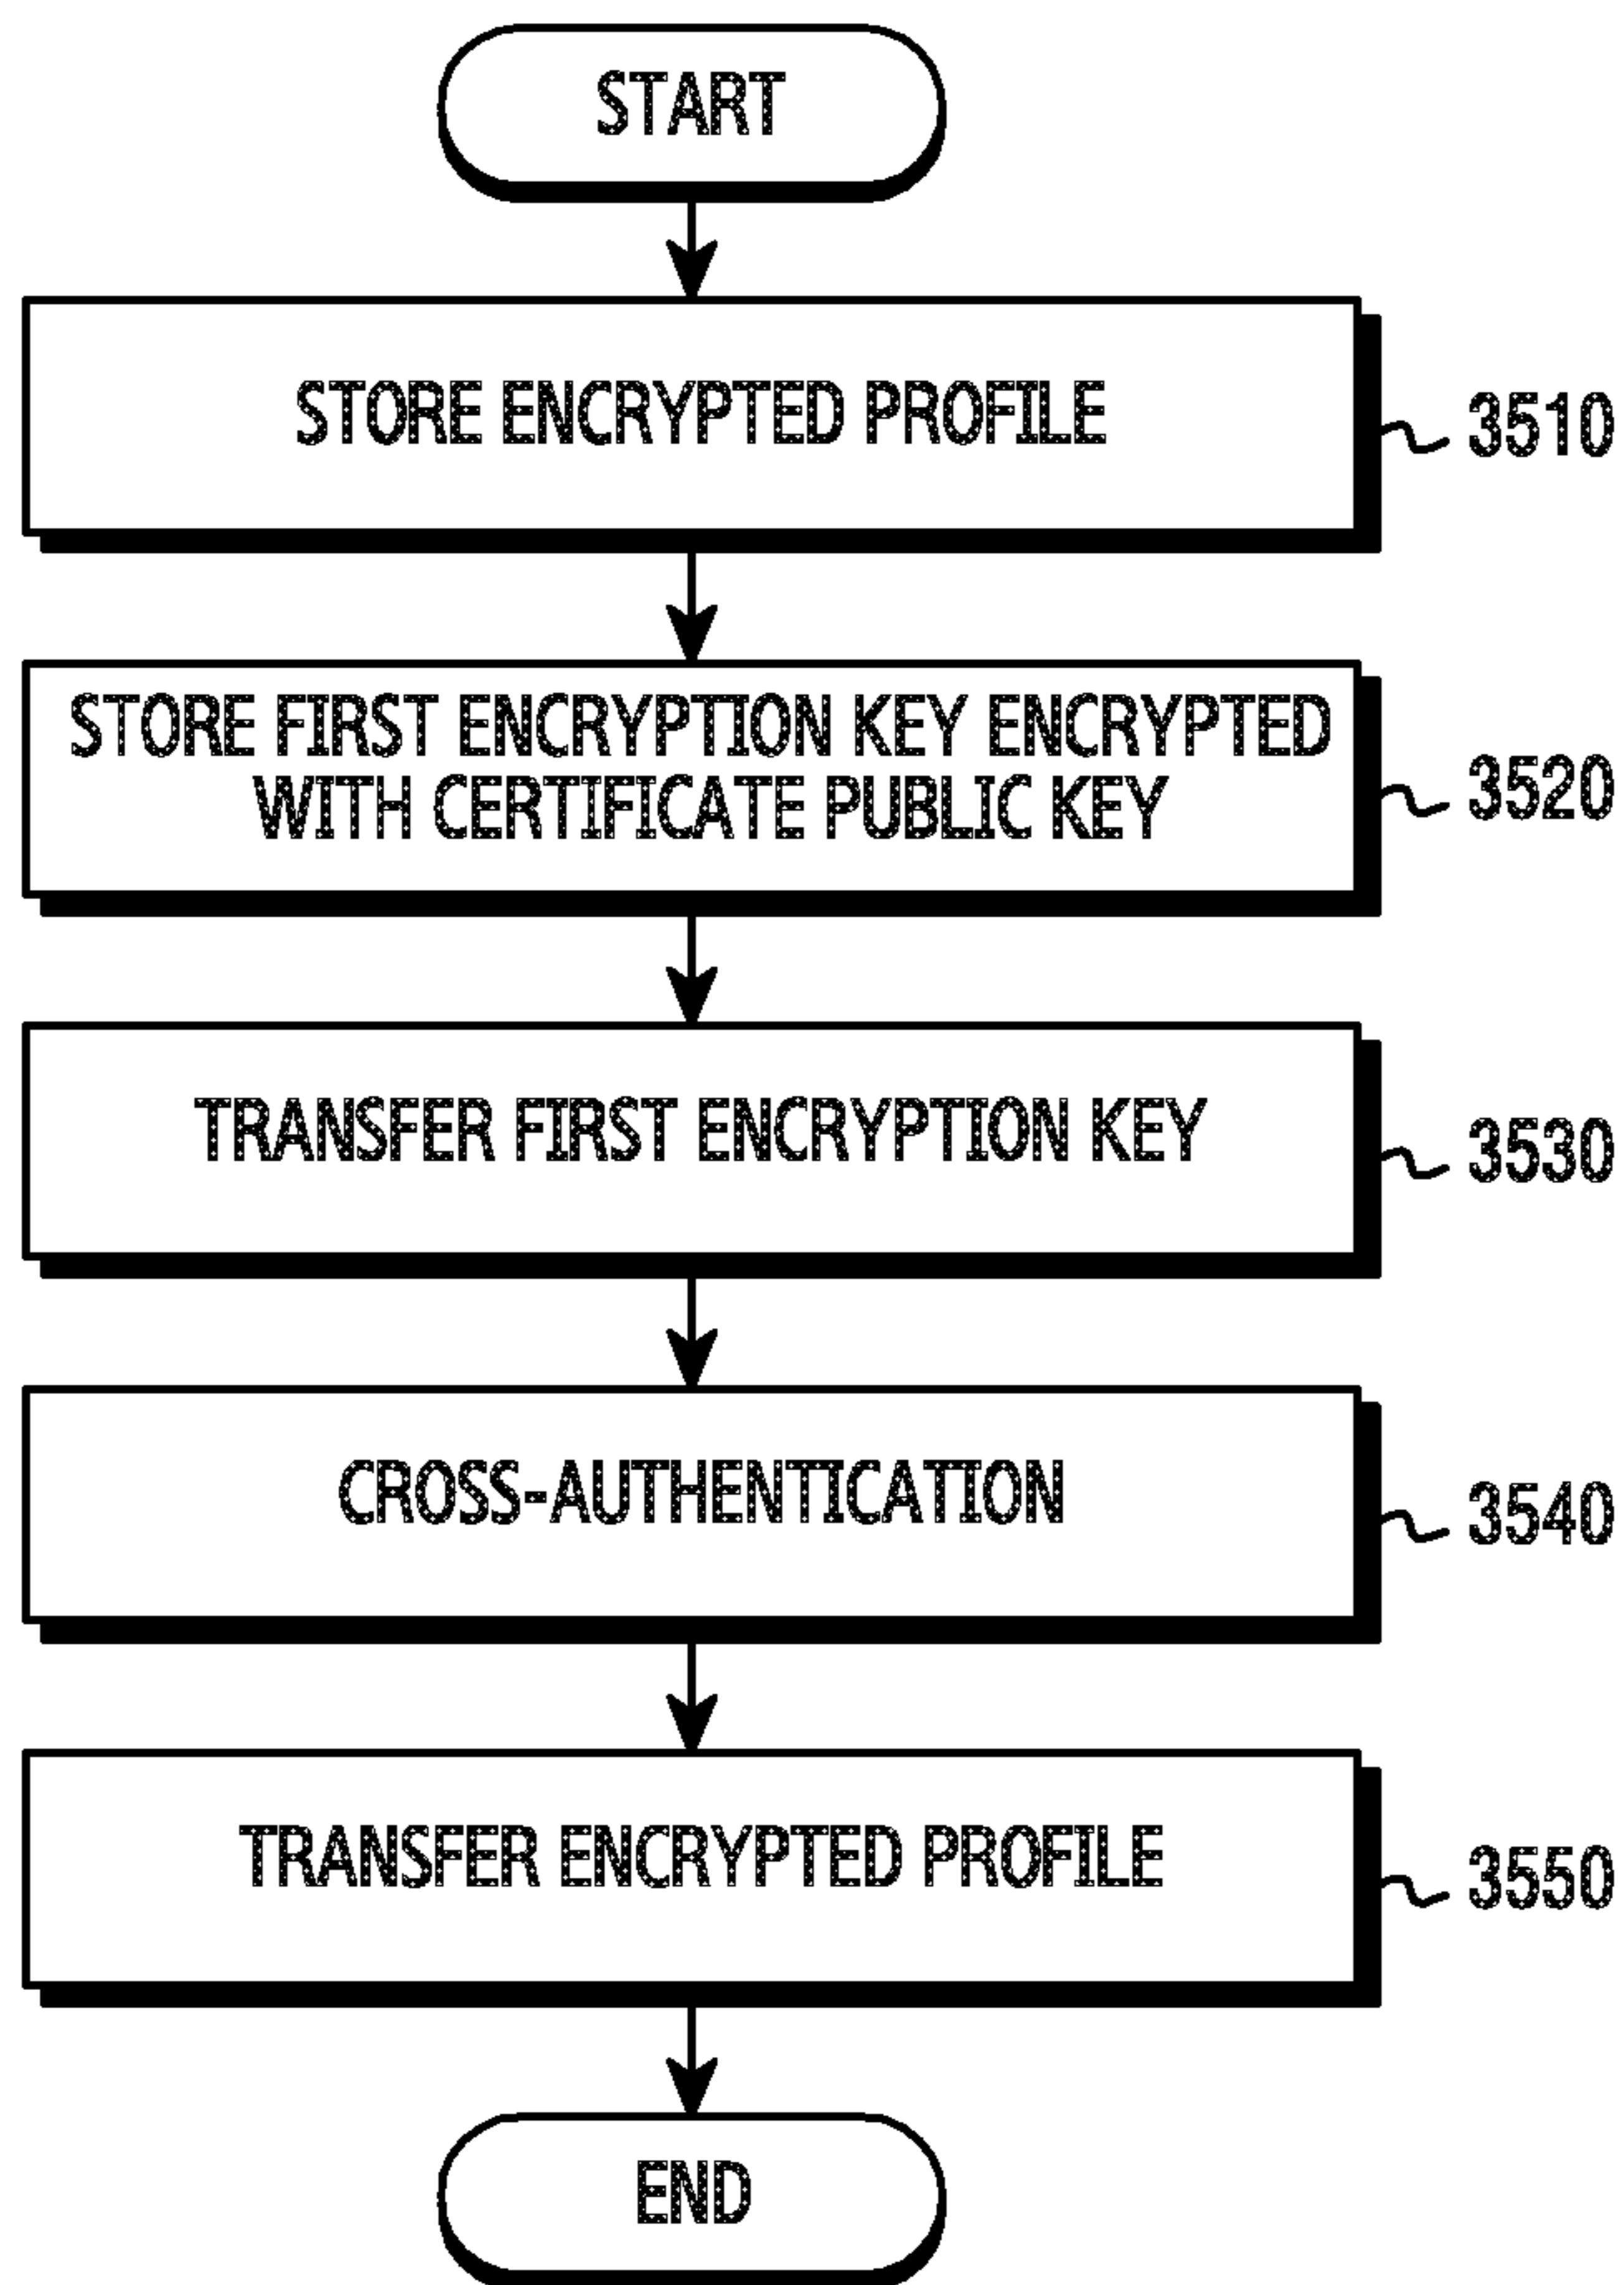 START
STORE ENCRYPTED PROFILE
3510
STORE FIRST ENCRYPTION KEY ENCRYPTED
WITH CERTIFICATE PUBLIC KEY
3520
TRANSFER FIRST ENCRYPTION KEY
3530
CROSS-AUTHENTICATION
3540
TRANSFER ENCRYPTED PROFILE
3550
END